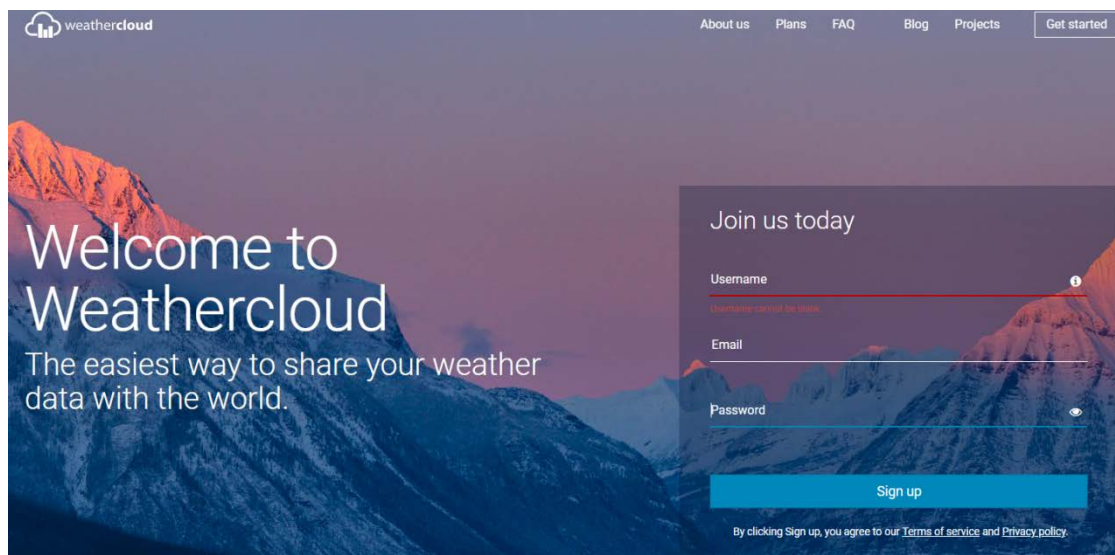 weathercloud
About us Plans FAQ Blog Projects Get started
Welcome to
Weathercloud
The easiest way to share your weather
data with the world.
Join us today
Username
Username cannot be blank.
Email
Password
Sign up
By clicking Sign up, you agree to our Terms of service and Privacy policy.